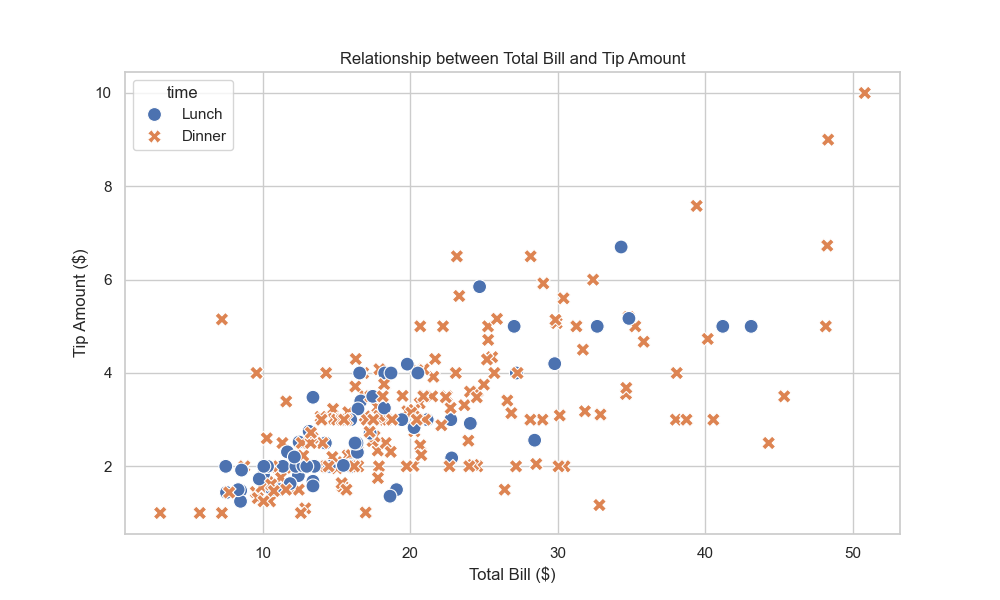 Relationship between Total Bill and Tip Amount
time
Lunch
Dinner
Tip Amount ($)
10
8
6
4
2
10
20
30
40
50
Total Bill ($)